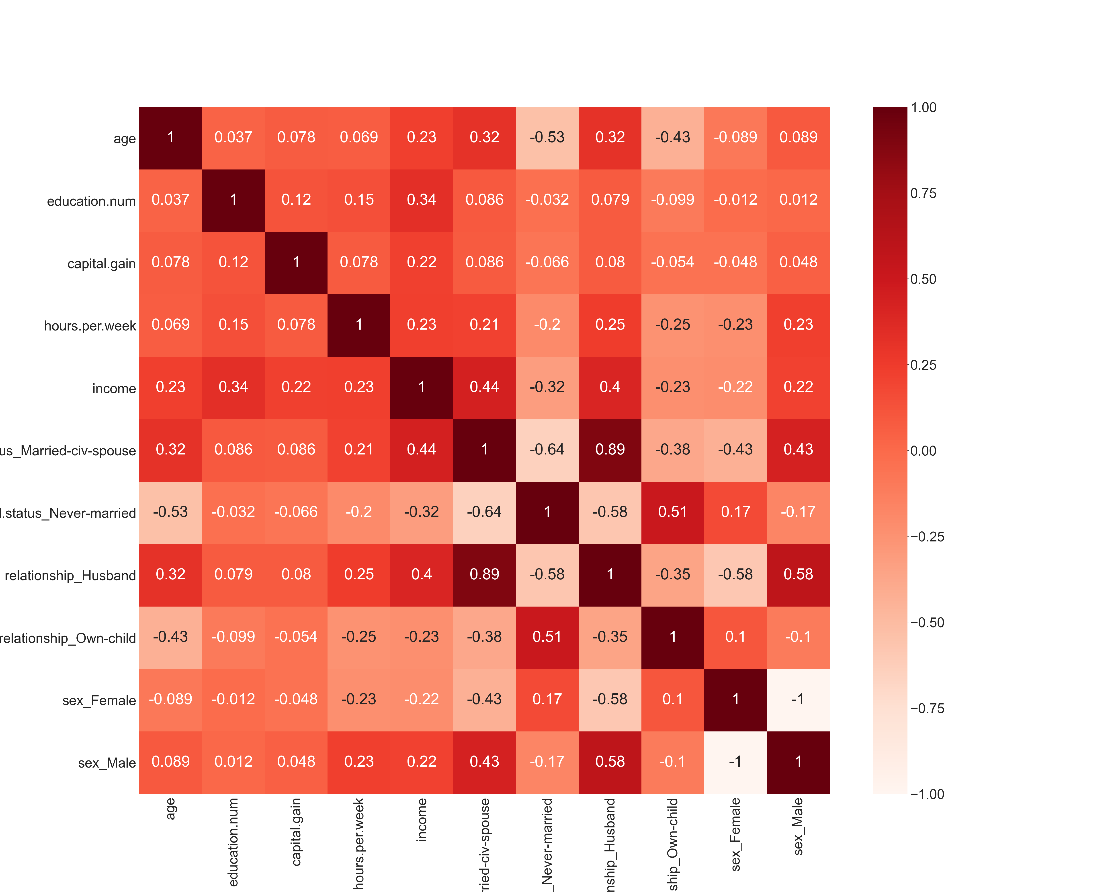 age 1 0.037 0.078 0.069 0.23 0.32 -0.53 0.32 -0.43 -0.089 0.089
education.num 0.037 1 0.12 0.15 0.34 0.086 -0.032 0.079 -0.099 -0.012 0.012
capital.gain 0.078 0.12 1 0.078 0.22 0.086 -0.066 0.08 -0.054 -0.048 0.048
hours.per.week 0.069 0.15 0.078 1 0.23 0.21 -0.2 0.25 -0.25 -0.23 0.23
income 0.23 0.34 0.22 0.23 1 0.44 -0.32 0.4 -0.23 -0.22 0.22
us_Married-civ-spouse 0.32 0.086 0.086 0.21 0.44 1 -0.64 0.89 -0.38 -0.43 0.43
l.status_Never-married -0.53 -0.032 -0.066 -0.2 -0.32 -0.64 1 -0.58 0.51 0.17 -0.17
relationship_Husband 0.32 0.079 0.08 0.25 0.4 0.89 -0.58 1 -0.35 -0.58 0.58
relationship_Own-child -0.43 -0.099 -0.054 -0.25 -0.23 -0.38 0.51 -0.35 1 0.1 -0.1
sex_Female -0.089 -0.012 -0.048 -0.23 -0.22 -0.43 0.17 -0.58 0.1 1 -1
sex_Male 0.089 0.012 0.048 0.23 0.22 0.43 -0.17 0.58 -0.1 -1 1
age
education.num
capital.gain
hours.per.week
income
rried-civ-spouse
_Never-married
nship_Husband
ship_Own-child
sex_Female
sex_Male
1.00
0.75
0.50
0.25
0.00
−0.25
−0.50
−0.75
−1.00